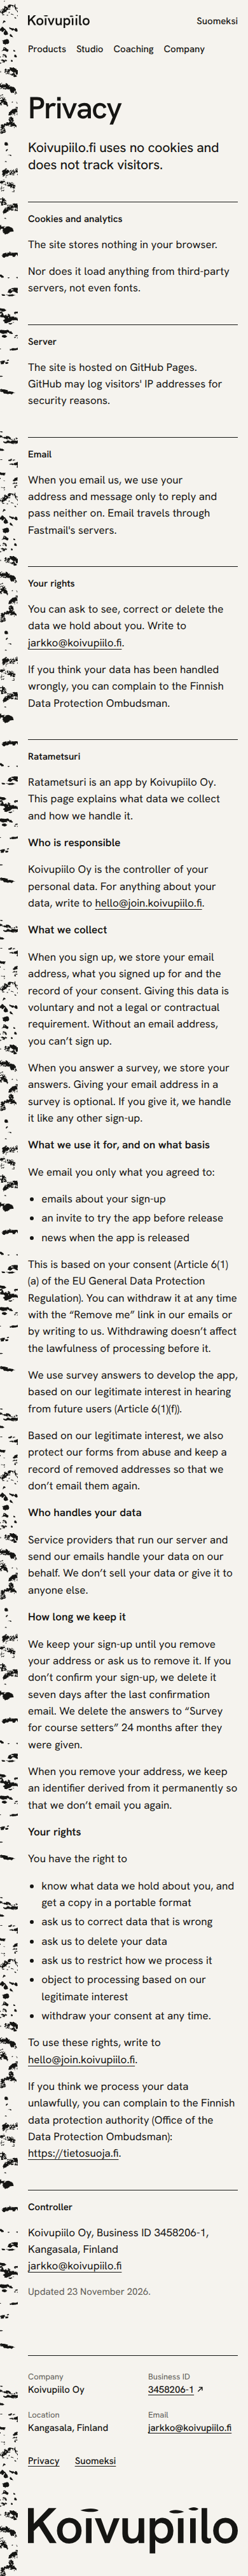 Koivupiilo
Suomeksi
Products Studio Coaching Company
Privacy
Koivupiilo.fi uses no cookies and
does not track visitors.
Cookies and analytics
The site stores nothing in your browser.
Nor does it load anything from third-party
servers, not even fonts.
Server
The site is hosted on GitHub Pages.
GitHub may log visitors' IP addresses for
security reasons.
Email
When you email us, we use your
address and message only to reply and
pass neither on. Email travels through
Fastmail's servers.
Your rights
You can ask to see, correct or delete the
data we hold about you. Write to
jarkko@koivupiilo.fi.
If you think your data has been handled
wrongly, you can complain to the Finnish
Data Protection Ombudsman.
Ratametsuri
Ratametsuri is an app by Koivupiilo Oy.
This page explains what data we collect
and how we handle it.
Who is responsible
Koivupiilo Oy is the controller of your
personal data. For anything about your
data, write to hello@join.koivupiilo.fi.
What we collect
When you sign up, we store your email
address, what you signed up for and the
record of your consent. Giving this data is
voluntary and not a legal or contractual
requirement. Without an email address,
you can’t sign up.
When you answer a survey, we store your
answers. Giving your email address in a
survey is optional. If you give it, we handle
it like any other sign-up.
What we use it for, and on what basis
We email you only what you agreed to:
• emails about your sign-up
• an invite to try the app before release
• news when the app is released
This is based on your consent (Article 6(1)
(a) of the EU General Data Protection
Regulation). You can withdraw it at any time
with the “Remove me” link in our emails or
by writing to us. Withdrawing doesn’t affect
the lawfulness of processing before it.
We use survey answers to develop the app,
based on our legitimate interest in hearing
from future users (Article 6(1)(f)).
Based on our legitimate interest, we also
protect our forms from abuse and keep a
record of removed addresses so that we
don’t email them again.
Who handles your data
Service providers that run our server and
send our emails handle your data on our
behalf. We don’t sell your data or give it to
anyone else.
How long we keep it
We keep your sign-up until you remove
your address or ask us to remove it. If you
don’t confirm your sign-up, we delete it
seven days after the last confirmation
email. We delete the answers to “Survey
for course setters” 24 months after they
were given.
When you remove your address, we keep
an identifier derived from it permanently so
that we don’t email you again.
Your rights
You have the right to
• know what data we hold about you, and
get a copy in a portable format
• ask us to correct data that is wrong
• ask us to delete your data
• ask us to restrict how we process it
• object to processing based on our
legitimate interest
• withdraw your consent at any time.
To use these rights, write to
hello@join.koivupiilo.fi.
If you think we process your data
unlawfully, you can complain to the Finnish
data protection authority (Office of the
Data Protection Ombudsman):
https://tietosuoja.fi.
Controller
Koivupiilo Oy, Business ID 3458206-1,
Kangasala, Finland
jarkko@koivupiilo.fi
Updated 23 November 2026.
Company
Koivupiilo Oy
Business ID
3458206-1 ↗
Location
Kangasala, Finland
Email
jarkko@koivupiilo.fi
Privacy Suomeksi
Koivupiilo